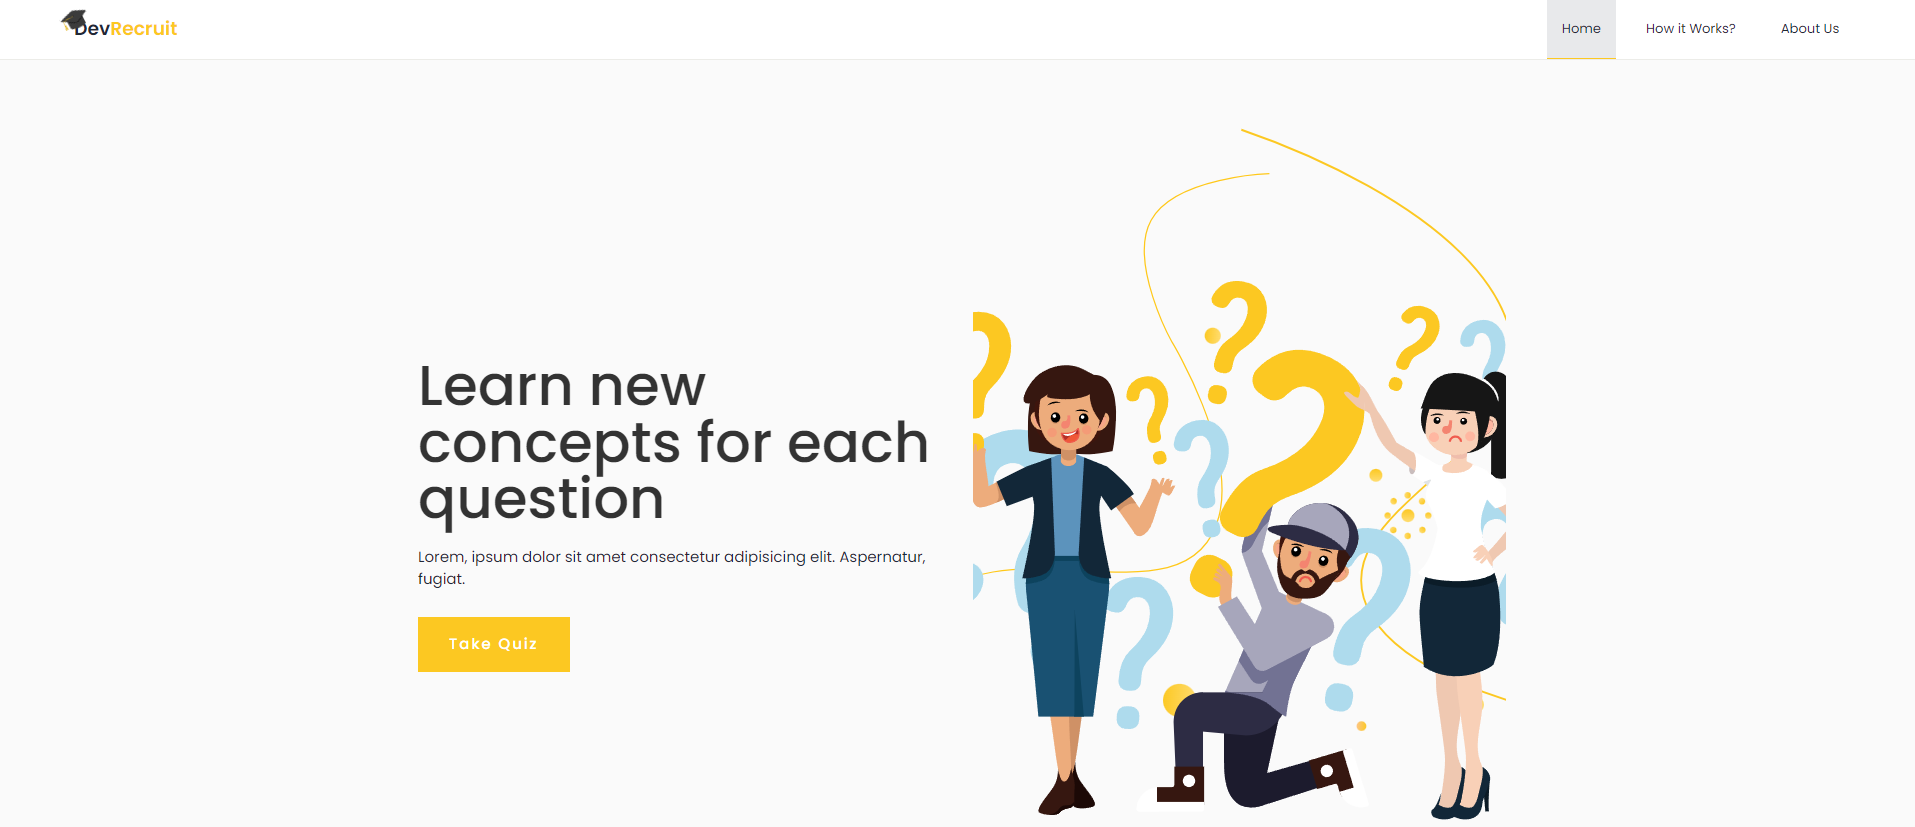 DevRecruit
Home
How it Works?
About Us
Learn new
concepts for each
question
Lorem, ipsum dolor sit amet consectetur adipisicing elit. Aspernatur,
fugiat.
Take Quiz